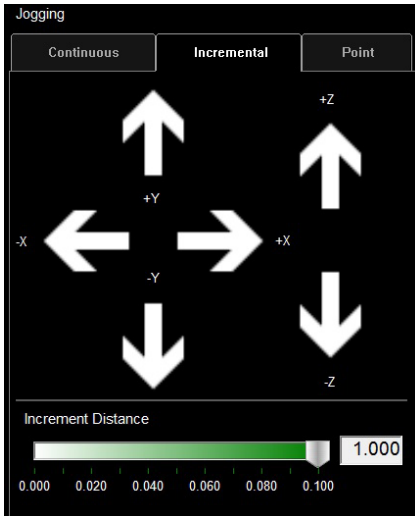 Jogging
Continuous Incremental Point
+Z
+Y
-X +X
-Y
-Z
Increment Distance
1.000
0.000 0.020 0.040 0.060 0.080 0.100